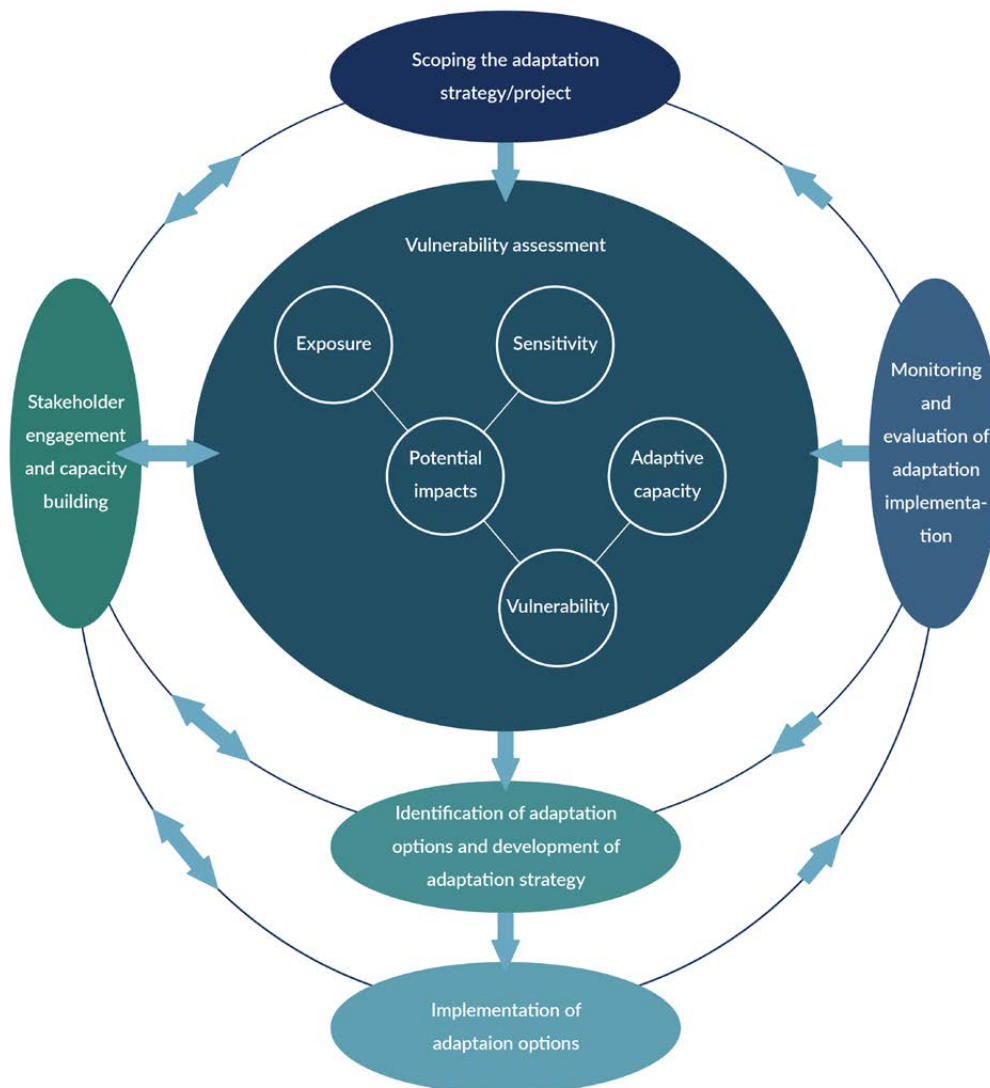 Scoping the adaptation
strategy/project
Vulnerability assessment
Exposure
Sensitivity
Potential
impacts
Adaptive
capacity
Vulnerability
Stakeholder
engagement
and capacity
building
Monitoring
and
evaluation of
adaptation
implementa-
tion
Identification of adaptation
options and development of
adaptation strategy
Implementation of
adaptaion options